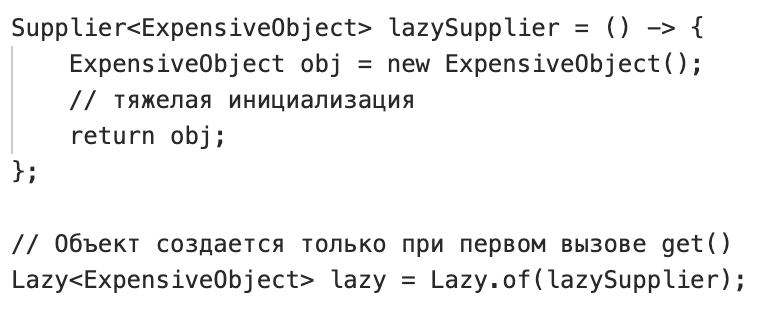 Supplier<ExpensiveObject> lazySupplier = () -> {
    ExpensiveObject obj = new ExpensiveObject();
    // тяжелая инициализация
    return obj;
};

// Объект создается только при первом вызове get()
Lazy<ExpensiveObject> lazy = Lazy.of(lazySupplier);